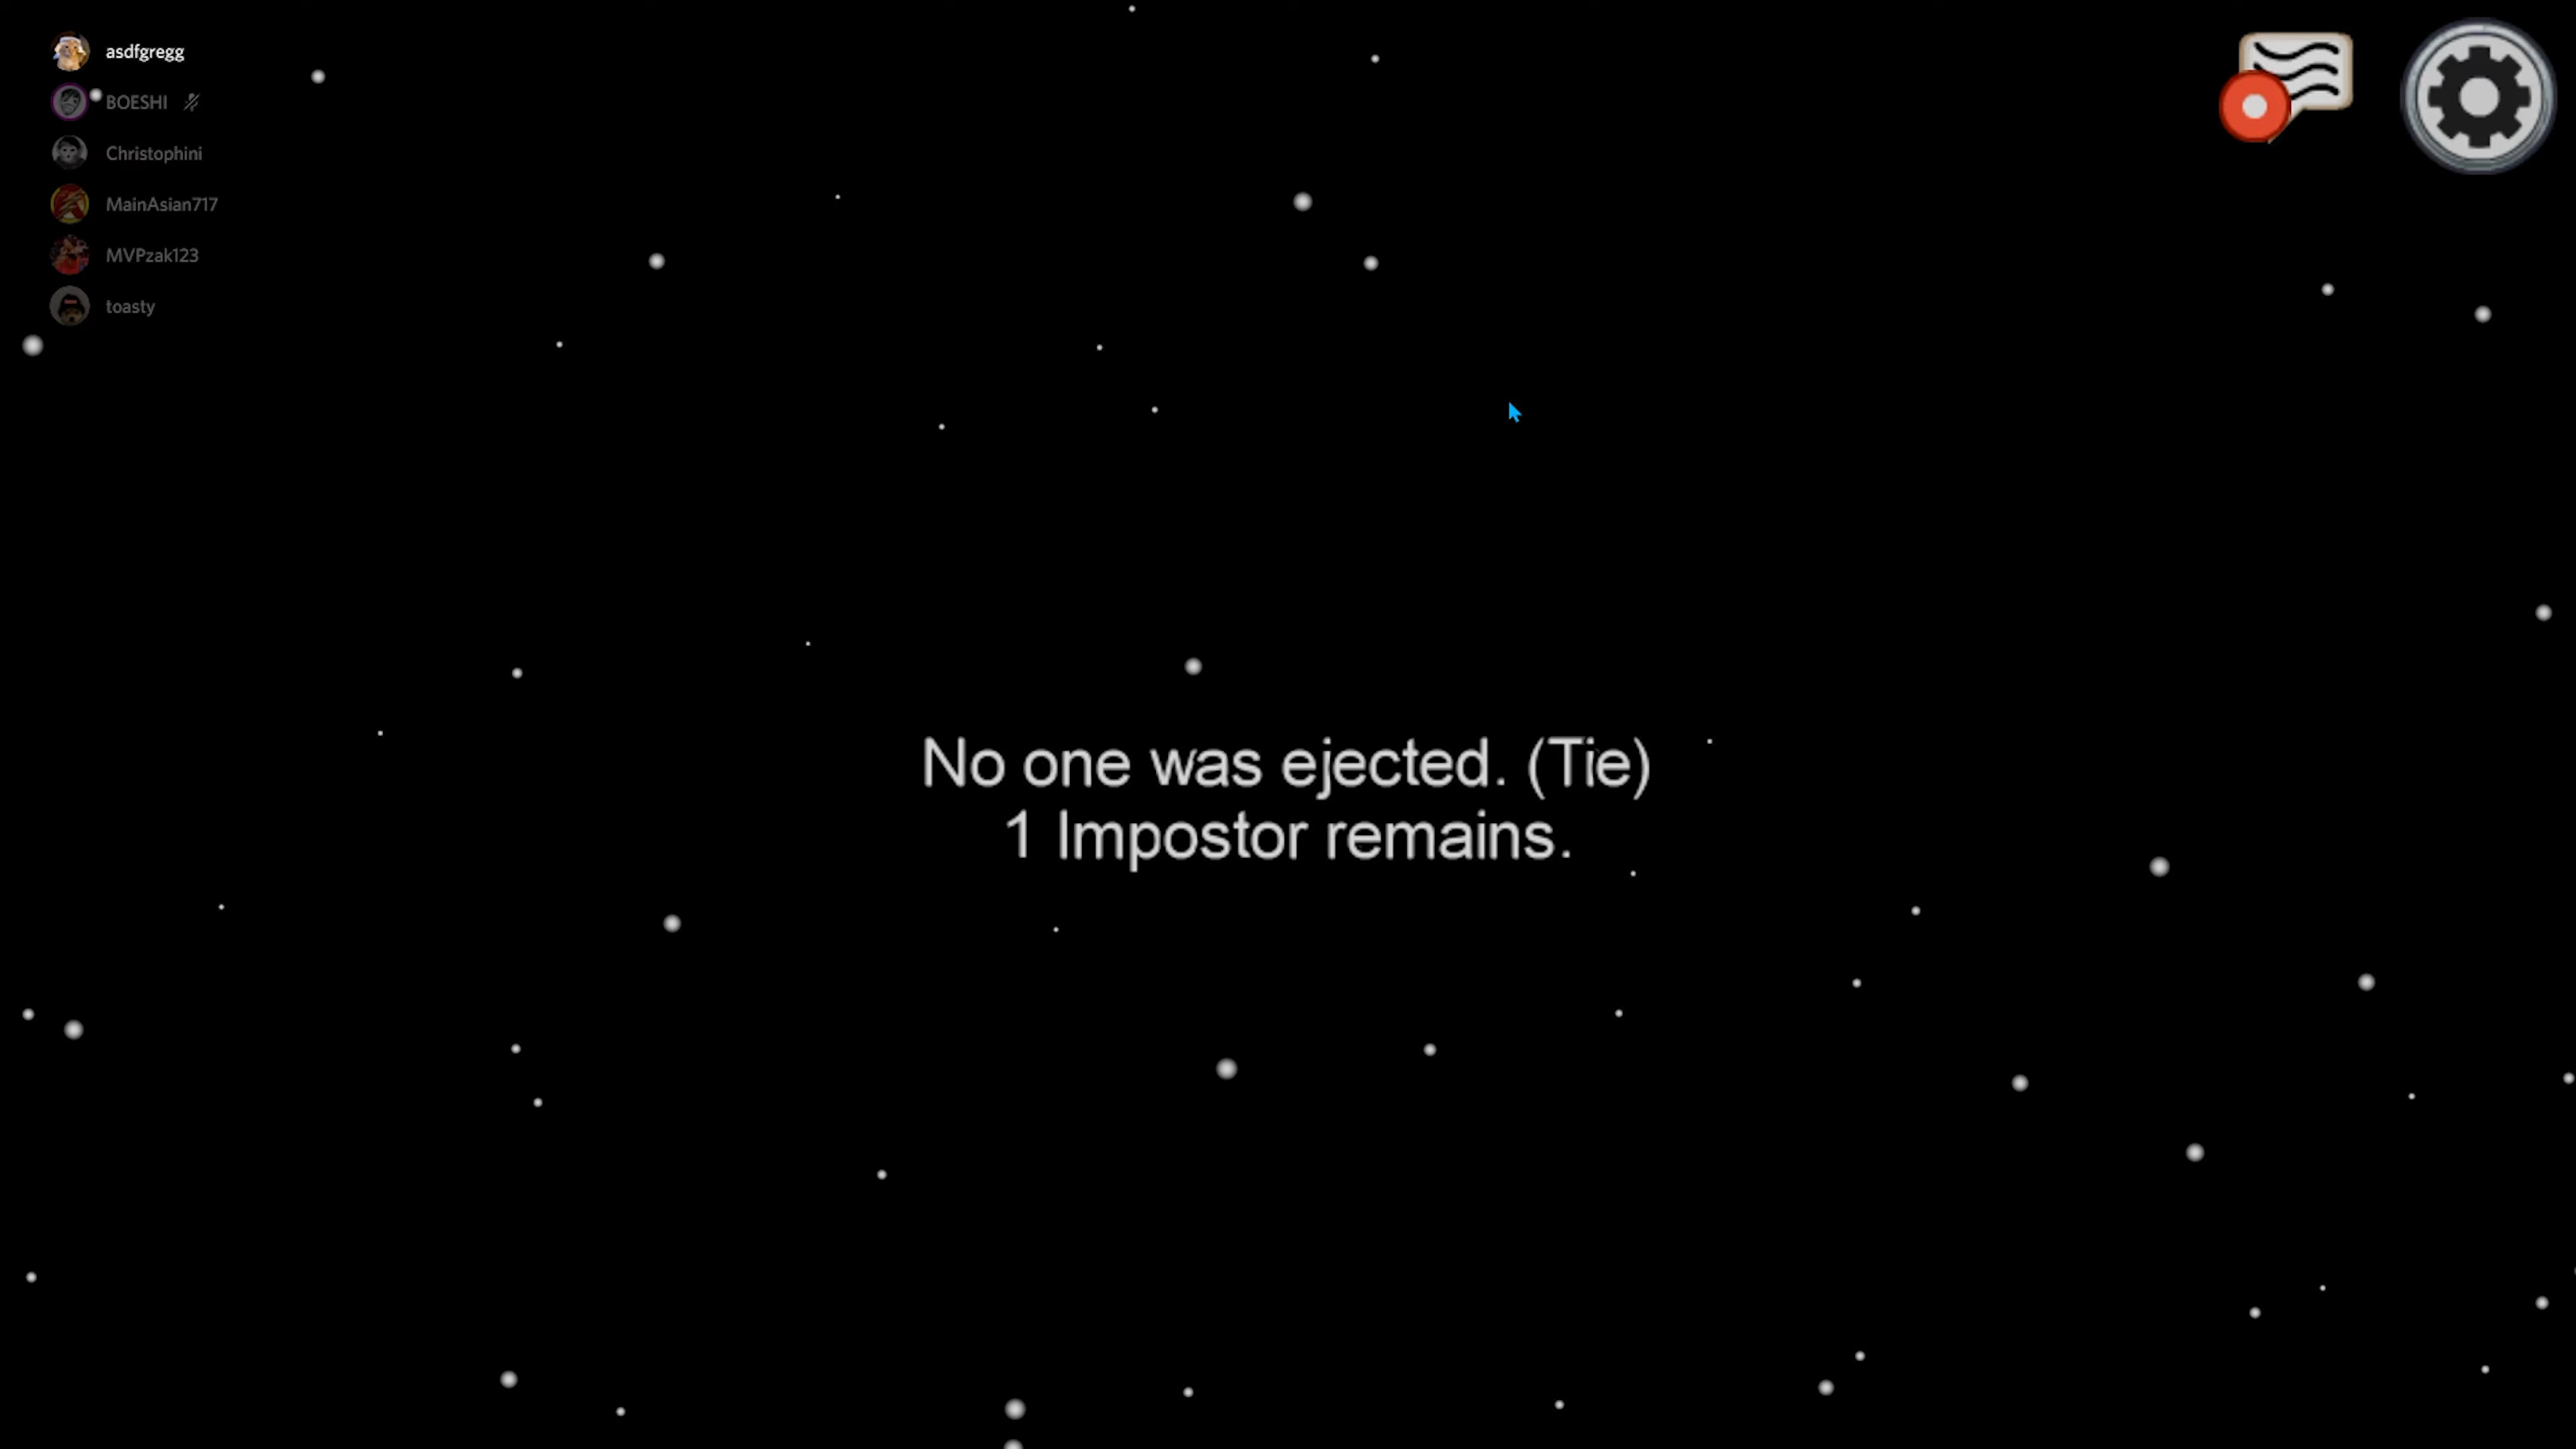 asdfgregg
BOESHI
Christophini
MainAsian717
MVPzak123
toasty
No one was ejected. (Tie)
1 Impostor remains.